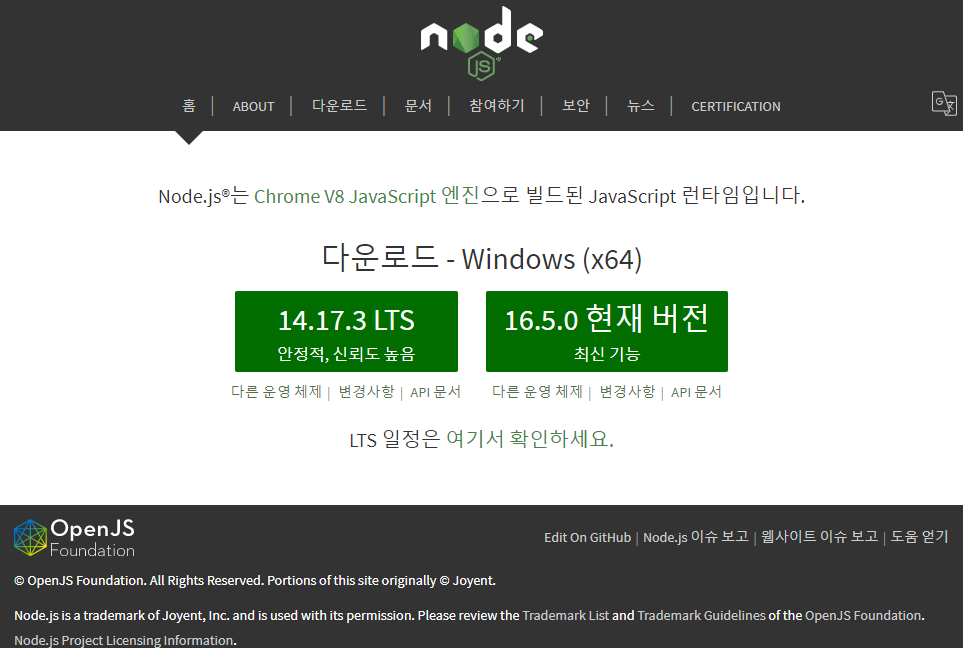 node
JS
홈 | ABOUT | 다운로드 | 문서 | 참여하기 | 보안 | 뉴스 | CERTIFICATION
Node.js®는 Chrome V8 JavaScript 엔진으로 빌드된 JavaScript 런타임입니다.
다운로드 - Windows (x64)
14.17.3 LTS
안정적, 신뢰도 높음
16.5.0 현재 버전
최신 기능
다른 운영 체제 | 변경사항 | API 문서
다른 운영 체제 | 변경사항 | API 문서
LTS 일정은 여기서 확인하세요.
OpenJS
Foundation
Edit On GitHub | Node.js 이슈 보고 | 웹사이트 이슈 보고 | 도움 얻기
© OpenJS Foundation. All Rights Reserved. Portions of this site originally © Joyent.
Node.js is a trademark of Joyent, Inc. and is used with its permission. Please review the Trademark List and Trademark Guidelines of the OpenJS Foundation.
Node.js Project Licensing Information.